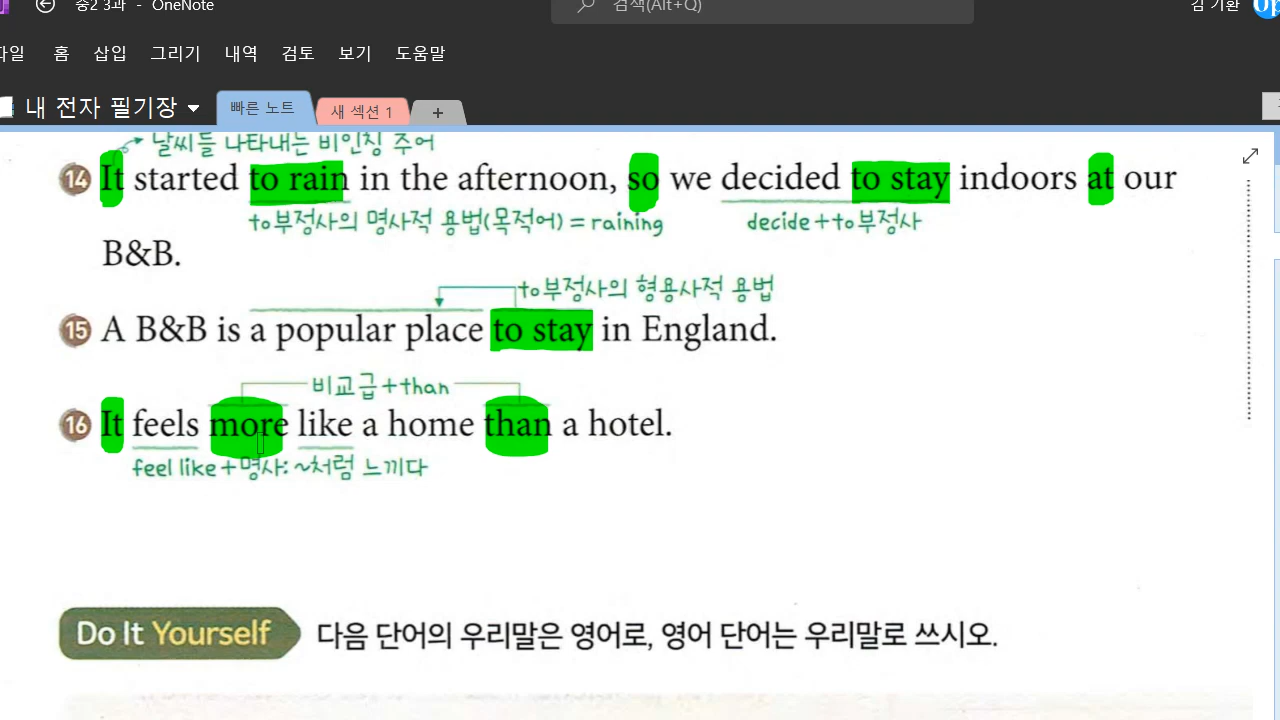 중2 3과 - OneNote
검색(Alt+Q)
김 기환
파일 홈 삽입 그리기 내역 검토 보기 도움말
내 전자 필기장 빠른 노트 새 섹션 1 +
날씨를 나타내는 비인칭 주어
14 It started to rain in the afternoon, so we decided to stay indoors at our
to부정사의 명사적 용법(목적어) = raining decide+to부정사
B&B.
to부정사의 형용사적 용법
15 A B&B is a popular place to stay in England.
비교급+than
16 It feels more like a home than a hotel.
feel like+명사: ~처럼 느끼다
Do It Yourself 다음 단어의 우리말은 영어로, 영어 단어는 우리말로 쓰시오.